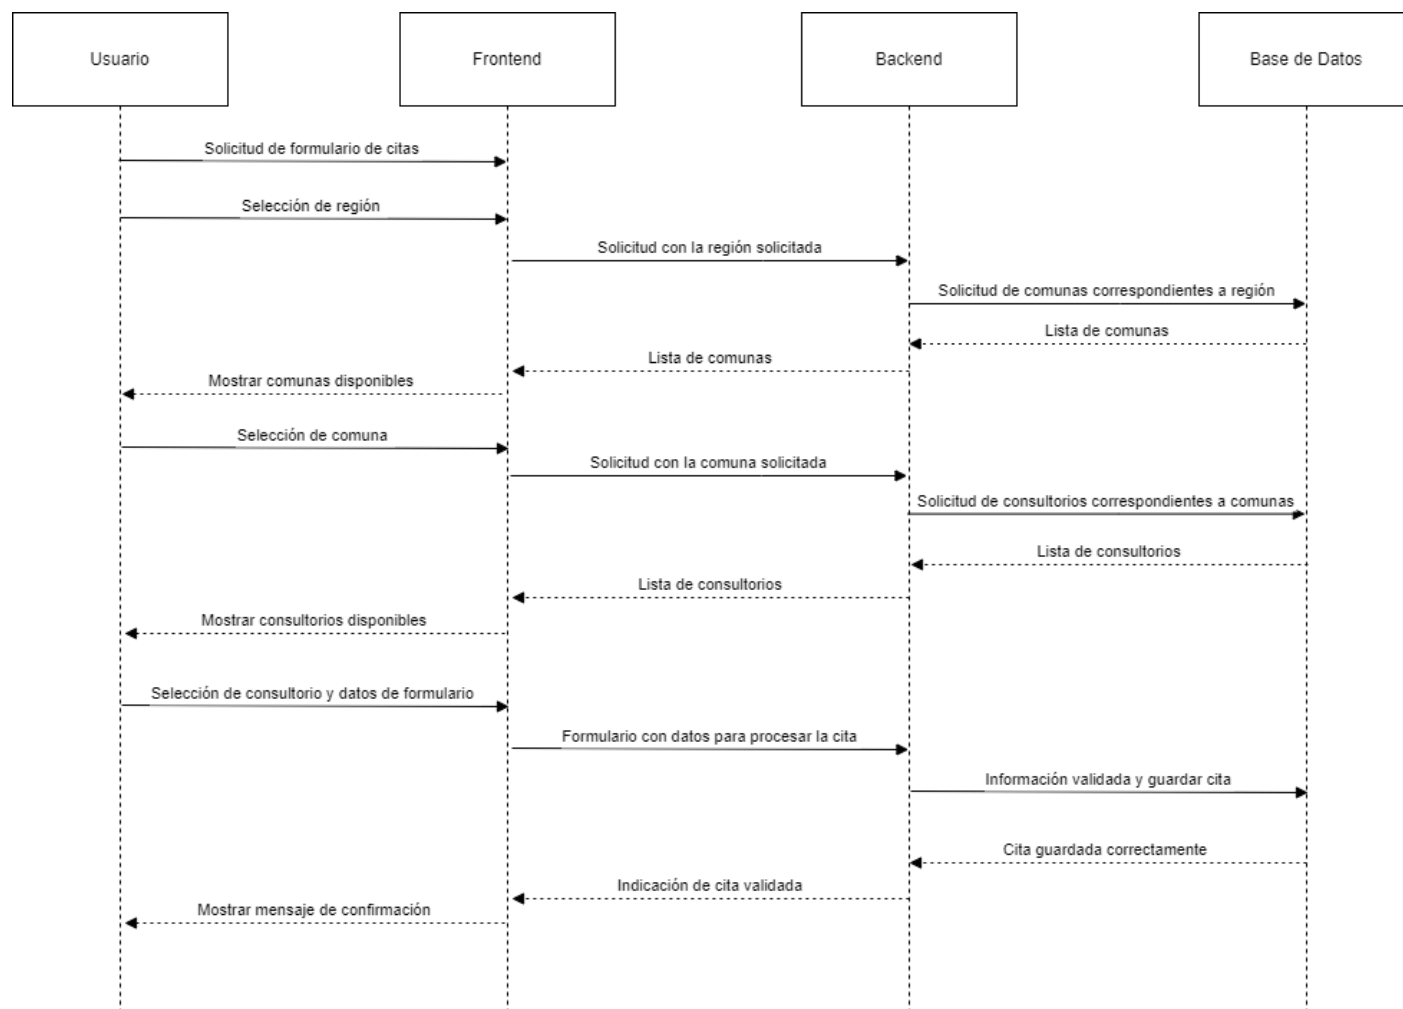 Usuario
Frontend
Backend
Base de Datos
Solicitud de formulario de citas
Selección de región
Solicitud con la región solicitada
Solicitud de comunas correspondientes a región
Lista de comunas
Lista de comunas
Mostrar comunas disponibles
Selección de comuna
Solicitud con la comuna solicitada
Solicitud de consultorios correspondientes a comunas
Lista de consultorios
Lista de consultorios
Mostrar consultorios disponibles
Selección de consultorio y datos de formulario
Formulario con datos para procesar la cita
Información validada y guardar cita
Cita guardada correctamente
Indicación de cita validada
Mostrar mensaje de confirmación